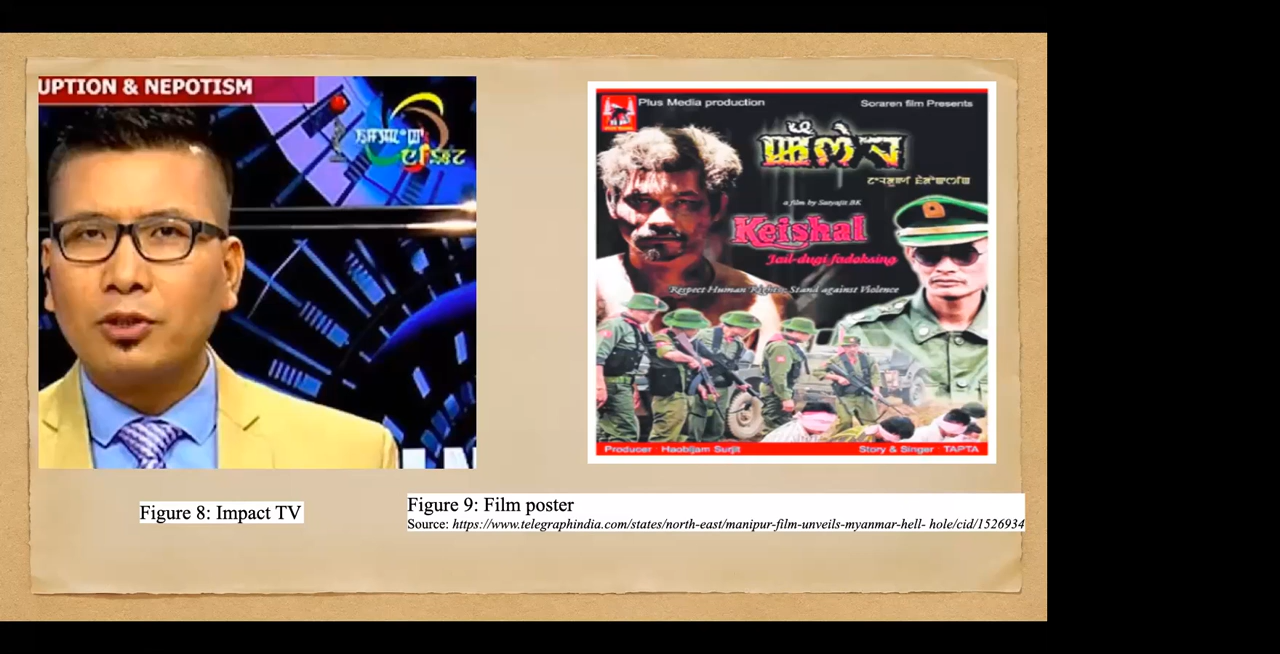 UPTION & NEPOTISM
Plus Media production
Soraren film Presents
a film by Satyajit BK
Keishal
Jail-dugi fadoksing
Respect Human Rights Stand against Violence
Producer : Haobijam Surjit
Story & Singer TAPTA
Figure 8: Impact TV
Figure 9: Film poster
Source: https://www.telegraphindia.com/states/north-east/manipur-film-unveils-myanmar-hell- hole/cid/1526934